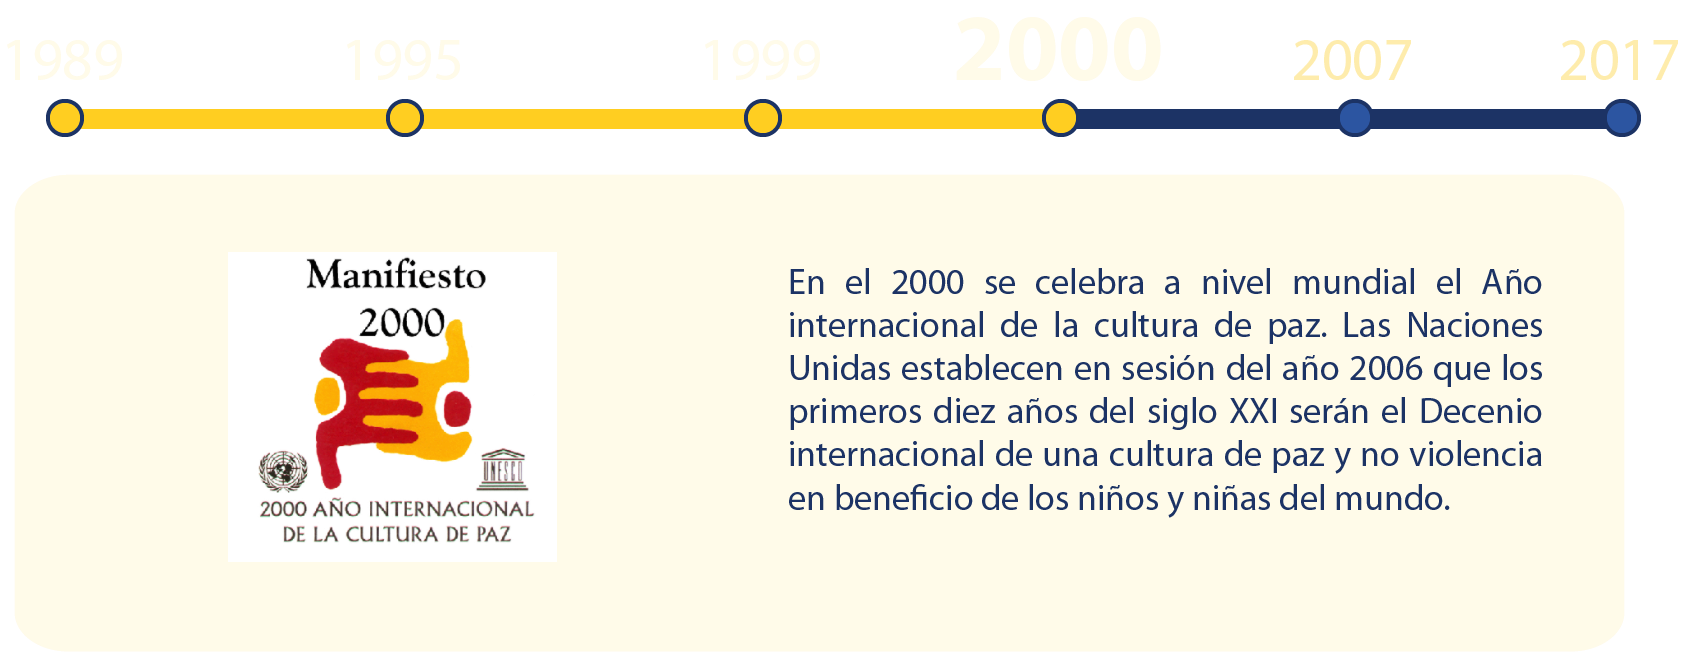 1989 1995 1999 2000 2007 2017
Manifiesto
2000
UNESCO
2000 AÑO INTERNACIONAL
DE LA CULTURA DE PAZ
En el 2000 se celebra a nivel mundial el Año
internacional de la cultura de paz. Las Naciones
Unidas establecen en sesión del año 2006 que los
primeros diez años del siglo XXI serán el Decenio
internacional de una cultura de paz y no violencia
en beneficio de los niños y niñas del mundo.